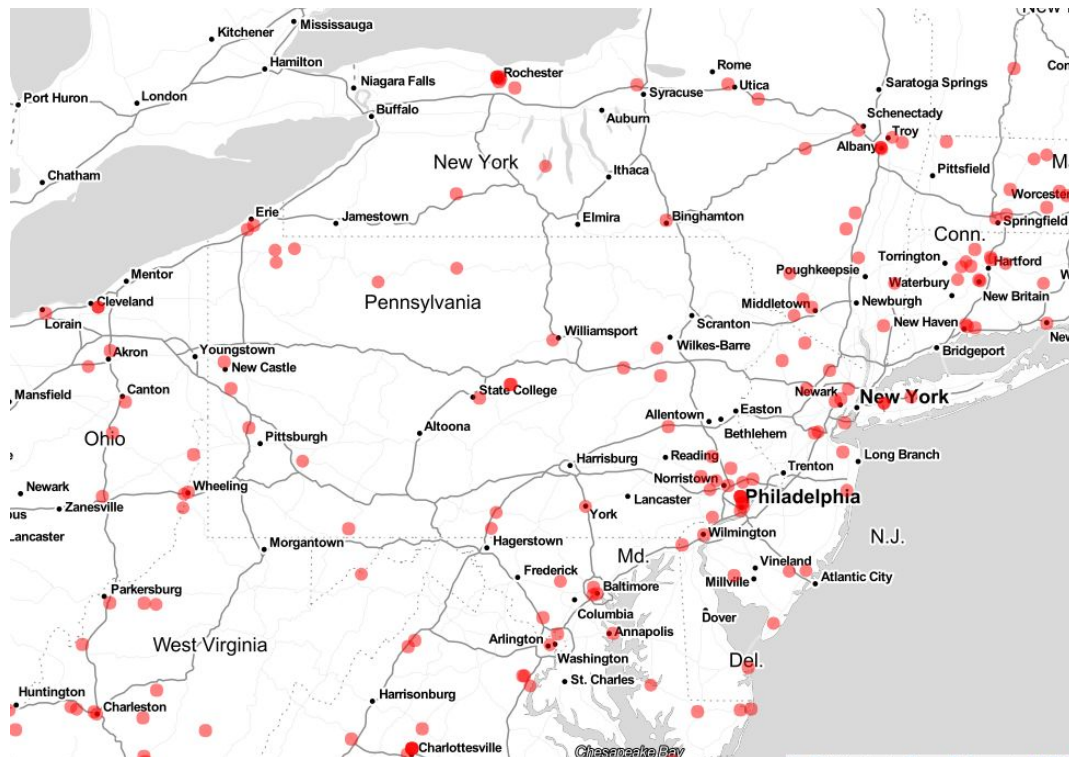 New
Mississauga
Kitchener
Hamilton
Rochester
Rome
Con
Niagara Falls
Port Huron
London
Syracuse
Utica
Saratoga Springs
Buffalo
Auburn
Schenectady
Troy
Albany
New York
Ma
Chatham
Ithaca
Pittsfield
Worcester
Erie
Jamestown
Elmira
Binghamton
Springfield
Conn.
Torrington
Hartford
Mentor
Poughkeepsie
Waterbury
W
Cleveland
Pennsylvania
Middletown
Newburgh
New Britain
Lorain
Scranton
New Haven
New
Williamsport
Wilkes-Barre
Bridgeport
Akron
Youngstown
New Castle
Mansfield
Canton
State College
Newark
New York
Allentown
Easton
Ohio
Altoona
Bethlehem
Pittsburgh
Reading
Long Branch
Harrisburg
Trenton
Norristown
Newark
Wheeling
Lancaster
Philadelphia
Zanesville
York
ous
Lancaster
Wilmington
N.J.
Morgantown
Hagerstown
Md.
Vineland
Frederick
Millville
Atlantic City
Parkersburg
Baltimore
Columbia
Dover
Annapolis
West Virginia
Arlington
Washington
Del.
Huntington
Harrisonburg
St. Charles
Charleston
Charlottesville
Chesapeake Bay